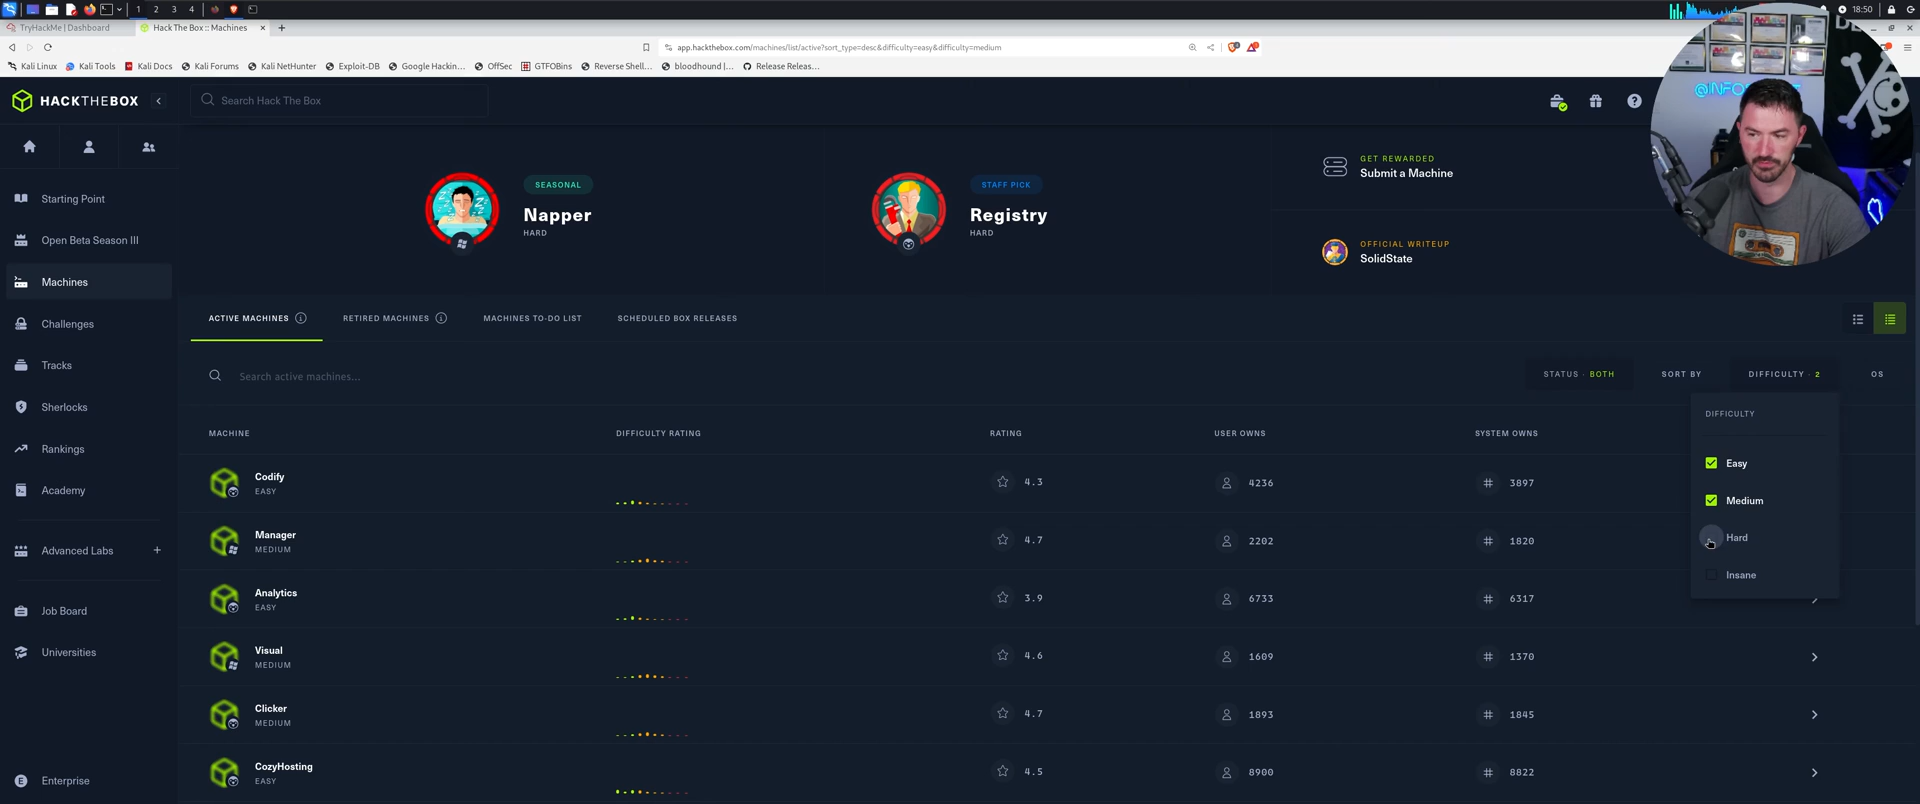 1 2 3 4 18:50
TryHackMe | Dashboard Hack The Box :: Machines
app.hackthebox.com/machines/list/active?sort_type=desc&difficulty=easy&difficulty=medium
Kali Linux Kali Tools Kali Docs Kali Forums Kali NetHunter Exploit-DB Google Hackin... OffSec GTFOBins Reverse Shell... bloodhound |... Release Releas...
HACKTHEBOX
Search Hack The Box
Starting Point
Open Beta Season III
Machines
Challenges
Tracks
Sherlocks
Rankings
Academy
Advanced Labs
Job Board
Universities
Enterprise
SEASONAL
Napper
HARD
STAFF PICK
Registry
HARD
GET REWARDED
Submit a Machine
OFFICIAL WRITEUP
SolidState
ACTIVE MACHINES RETIRED MACHINES MACHINES TO-DO LIST SCHEDULED BOX RELEASES
Search active machines...
STATUS · BOTH SORT BY DIFFICULTY · 2 OS
MACHINE DIFFICULTY RATING RATING USER OWNS SYSTEM OWNS
Codify
EASY
4.3 4236 # 3897
Manager
MEDIUM
4.7 2202 # 1820
Analytics
EASY
3.9 6733 # 6317
Visual
MEDIUM
4.6 1609 # 1370
Clicker
MEDIUM
4.7 1893 # 1845
CozyHosting
EASY
4.5 8900 # 8822
DIFFICULTY
Easy
Medium
Hard
Insane